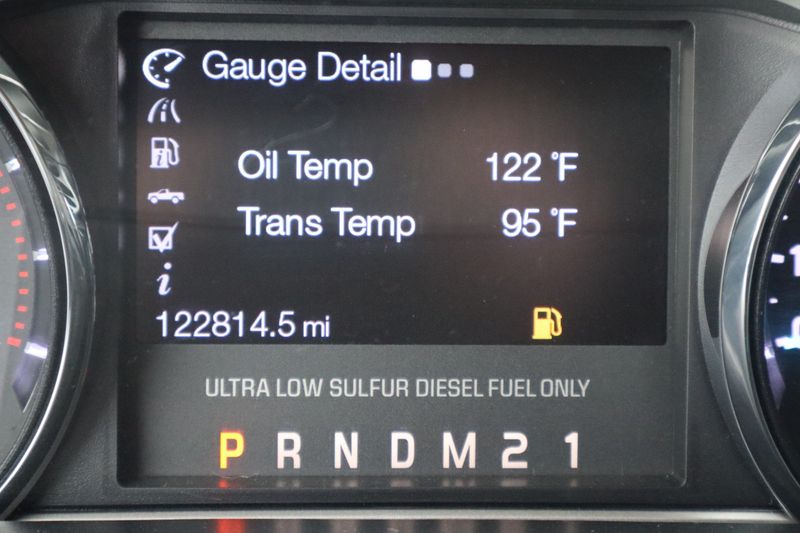 Gauge Detail
Oil Temp 122 °F
Trans Temp 95 °F
122814.5 mi
ULTRA LOW SULFUR DIESEL FUEL ONLY
P R N D M 2 1